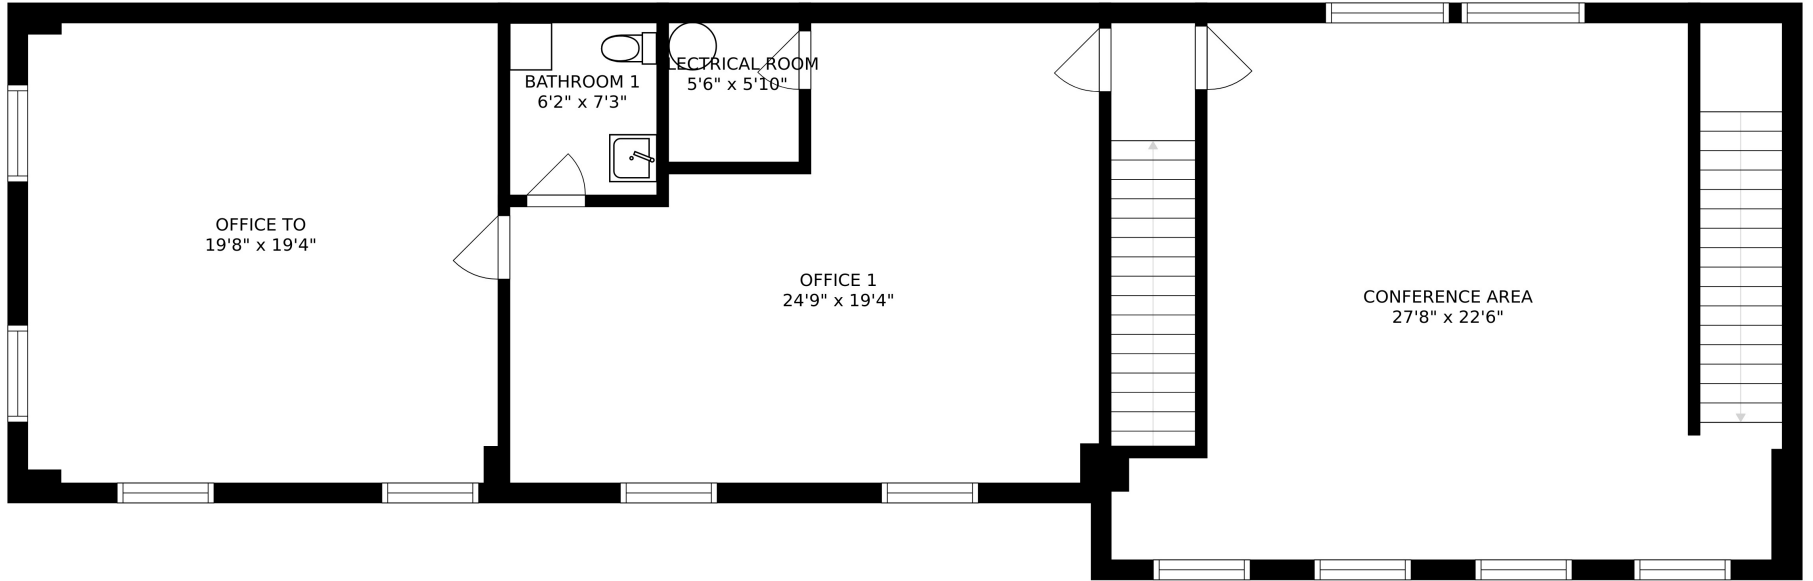 BATHROOM 1
6'2" x 7'3"
LECTRICAL ROOM
5'6" x 5'10"
OFFICE TO
19'8" x 19'4"
OFFICE 1
24'9" x 19'4"
CONFERENCE AREA
27'8" x 22'6"